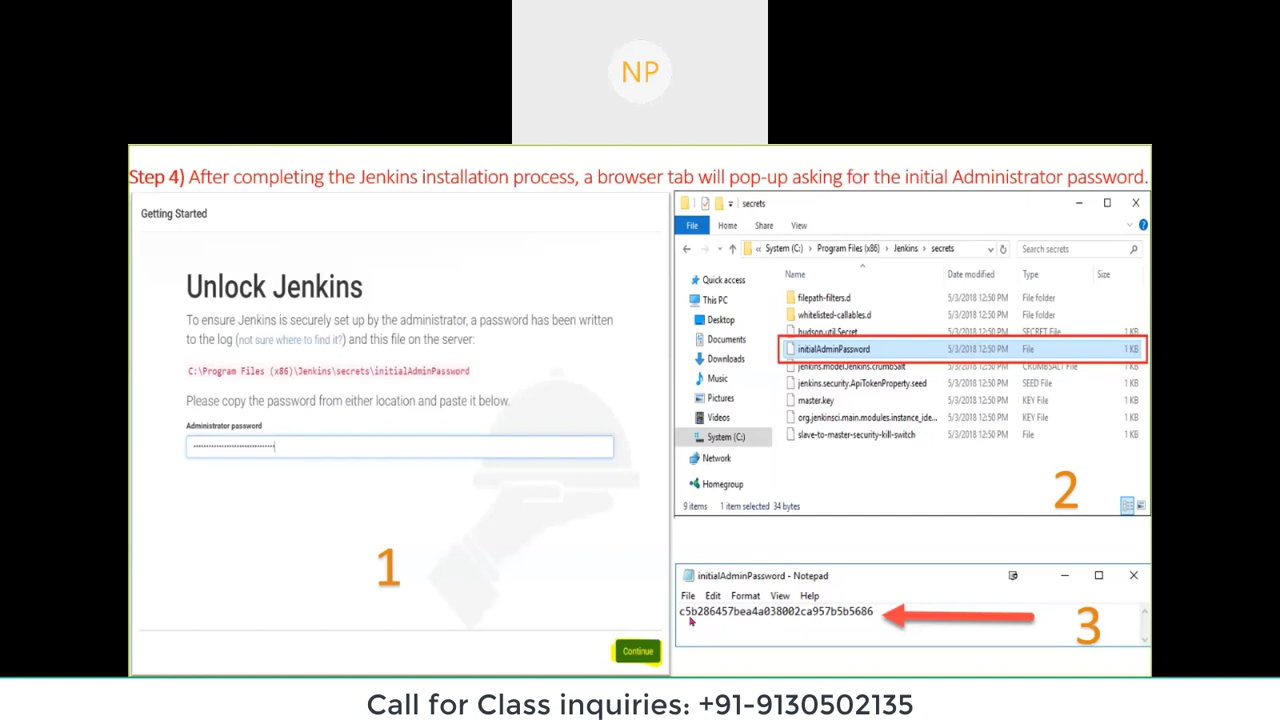 NP
Step 4) After completing the Jenkins installation process, a browser tab will pop-up asking for the initial Administrator password.
Getting Started
Unlock Jenkins
To ensure Jenkins is securely set up by the administrator, a password has been written
to the log (not sure where to find it?) and this file on the server:
C:\Program Files (x86)\Jenkins\secrets\initialAdminPassword
Please copy the password from either location and paste it below.
Administrator password
1
Continue
secrets
File Home Share View
« System (C:) › Program Files (x86) › Jenkins › secrets
Search secrets
Name Date modified Type Size
Quick access
This PC
Desktop
Documents
Downloads
Music
Pictures
Videos
System (C:)
Network
Homegroup
filepath-filters.d 5/3/2018 12:50 PM File folder
whitelisted-callables.d 5/3/2018 12:50 PM File folder
hudson.util.Secret 5/3/2018 12:50 PM SECRET File 1 KB
initialAdminPassword 5/3/2018 12:50 PM File 1 KB
jenkins.model.Jenkins.crumbSalt 5/3/2018 12:50 PM CRUMBSALT File 1 KB
jenkins.security.ApiTokenProperty.seed 5/3/2018 12:50 PM SEED File 1 KB
master.key 5/3/2018 12:50 PM KEY File 1 KB
org.jenkinsci.main.modules.instance_ide... 5/3/2018 12:50 PM KEY File 1 KB
slave-to-master-security-kill-switch 5/3/2018 12:50 PM File 1 KB
2
9 items 1 item selected 34 bytes
initialAdminPassword - Notepad
File Edit Format View Help
c5b286457bea4a038002ca957b5b5686
3
Call for Class inquiries: +91-9130502135